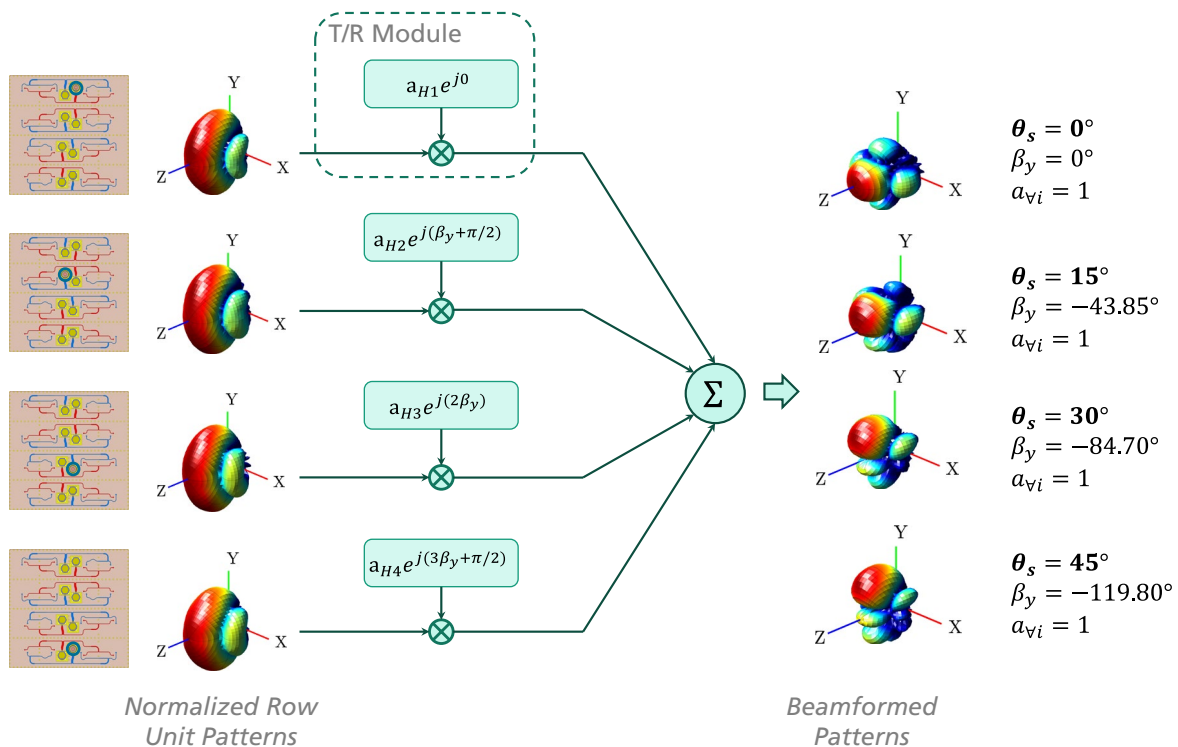 T/R Module
a_{H1}e^{j0}
Y
Z
X
Y
Z
X
θ_s = 0°
β_y = 0°
a_{∀i} = 1
a_{H2}e^{j(β_y+π/2)}
Y
Z
X
Y
Z
X
θ_s = 15°
β_y = −43.85°
a_{∀i} = 1
Σ
a_{H3}e^{j(2β_y)}
Y
Z
X
Y
Z
X
θ_s = 30°
β_y = −84.70°
a_{∀i} = 1
a_{H4}e^{j(3β_y+π/2)}
Y
Z
X
Y
Z
X
θ_s = 45°
β_y = −119.80°
a_{∀i} = 1
Normalized Row
Unit Patterns
Beamformed
Patterns